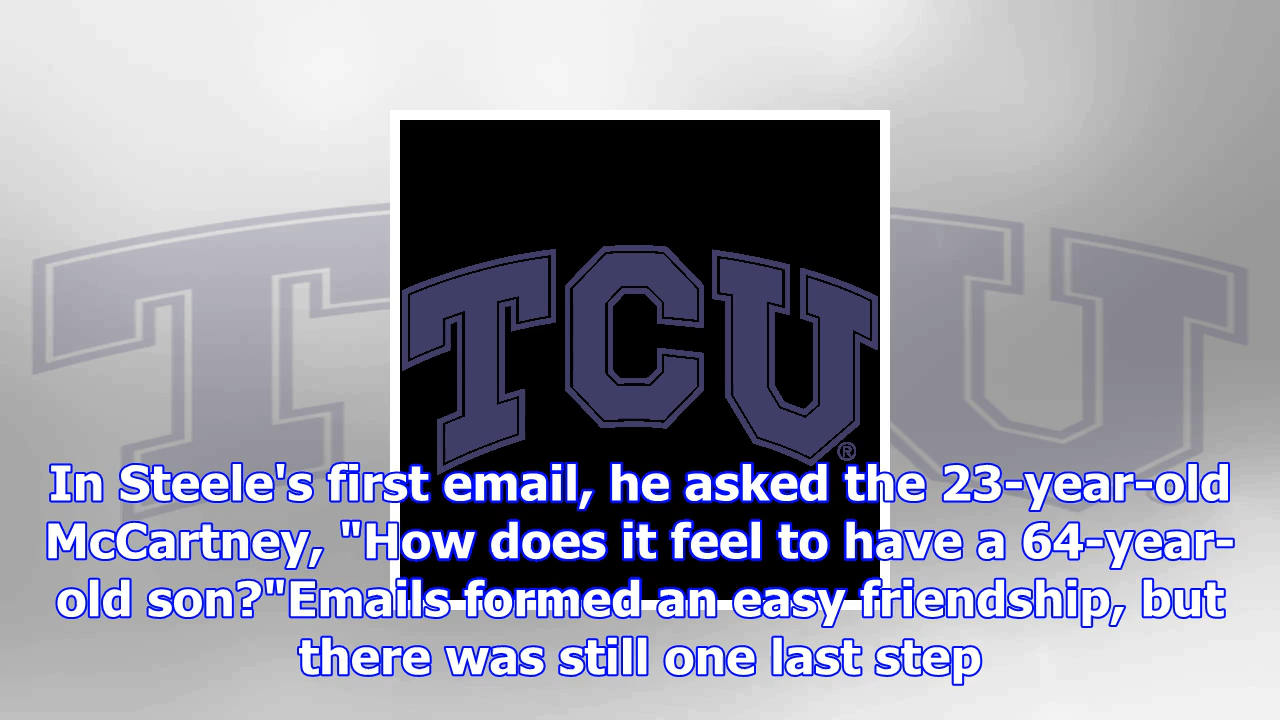 TCU
®
In Steele's first email, he asked the 23-year-old
McCartney, "How does it feel to have a 64-year-
old son?"Emails formed an easy friendship, but
there was still one last step